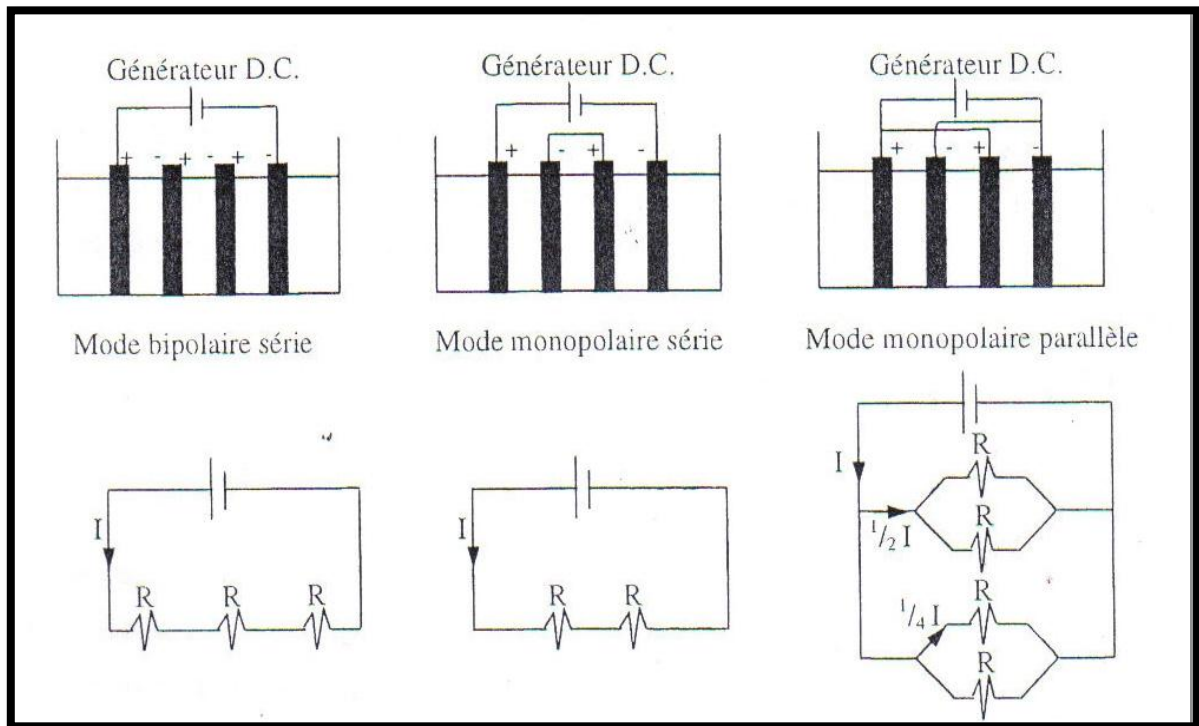 Générateur D.C.
Générateur D.C.
Générateur D.C.
+ - + - + -
+ - + -
+ - + -
Mode bipolaire série
Mode monopolaire série
Mode monopolaire parallèle
I
R R R
I
R R
I
R
1/2 I
R
R
1/4 I
R